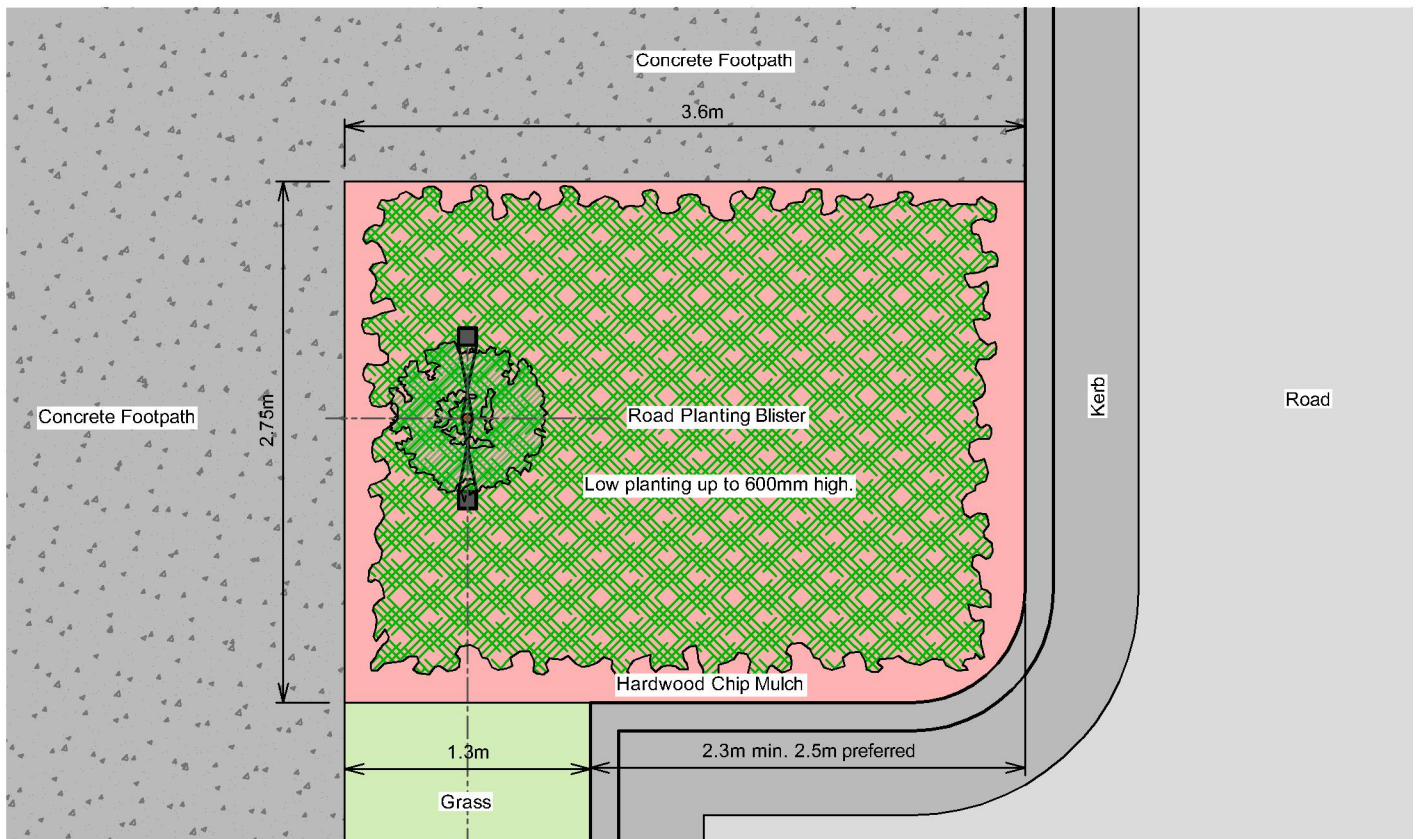 Concrete Footpath
3.6m
Concrete Footpath
2.75m
Road Planting Blister
Kerb
Road
Low planting up to 600mm high.
Hardwood Chip Mulch
1.3m
2.3m min. 2.5m preferred
Grass